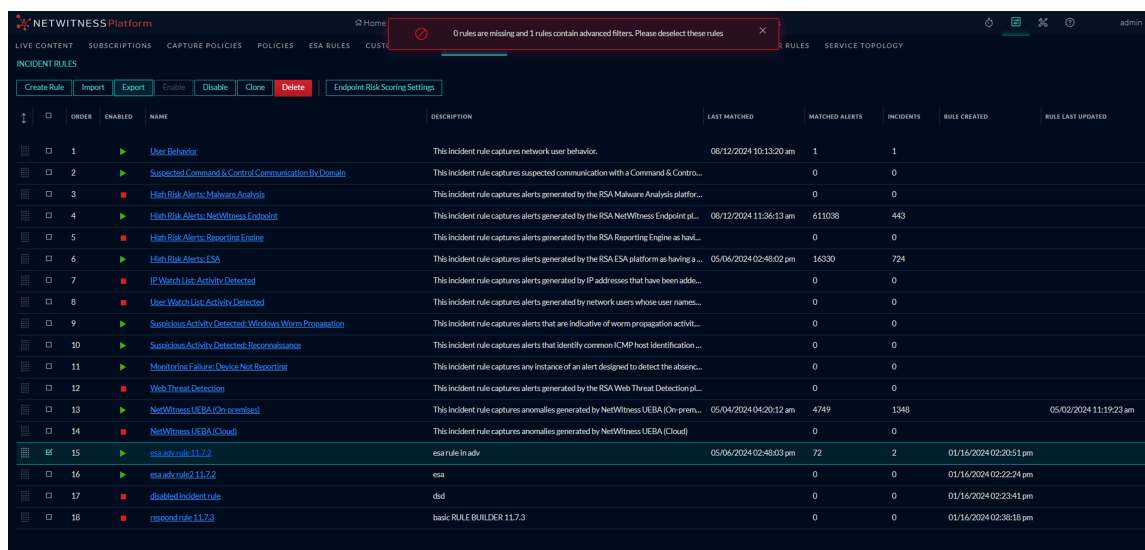 NETWITNESS Platform
Home
admin
0 rules are missing and 1 rules contain advanced filters. Please deselect these rules
LIVE CONTENT SUBSCRIPTIONS CAPTURE POLICIES POLICIES ESA RULES CUST R RULES SERVICE TOPOLOGY
INCIDENT RULES
Create Rule Import Export Enable Disable Clone Delete Endpoint Risk Scoring Settings
ORDER ENABLED NAME DESCRIPTION LAST MATCHED MATCHED ALERTS INCIDENTS RULE CREATED RULE LAST UPDATED
1 User Behavior This incident rule captures network user behavior. 08/12/2024 10:13:20 am 1 1
2 Suspected Command & Control Communication By Domain This incident rule captures suspected communication with a Command & Contro... 0 0
3 High Risk Alerts: Malware Analysis This incident rule captures alerts generated by the RSA Malware Analysis platfor... 0 0
4 High Risk Alerts: NetWitness Endpoint This incident rule captures alerts generated by the RSA NetWitness Endpoint pl... 08/12/2024 11:36:13 am 611038 443
5 High Risk Alerts: Reporting Engine This incident rule captures alerts generated by the RSA Reporting Engine as havi... 0 0
6 High Risk Alerts: ESA This incident rule captures alerts generated by the RSA ESA platform as having a ... 05/06/2024 02:48:02 pm 16330 724
7 IP Watch List: Activity Detected This incident rule captures alerts generated by IP addresses that have been adde... 0 0
8 User Watch List: Activity Detected This incident rule captures alerts generated by network users whose user names... 0 0
9 Suspicious Activity Detected: Windows Worm Propagation This incident rule captures alerts that are indicative of worm propagation activit... 0 0
10 Suspicious Activity Detected: Reconnaissance This incident rule captures alerts that identify common ICMP host identification ... 0 0
11 Monitoring Failure: Device Not Reporting This incident rule captures any instance of an alert designed to detect the absenc... 0 0
12 Web Threat Detection This incident rule captures alerts generated by the RSA Web Threat Detection pl... 0 0
13 NetWitness UEBA (On-premises) This incident rule captures anomalies generated by NetWitness UEBA (On-prem... 05/04/2024 04:20:12 am 4749 1348 05/02/2024 11:19:23 am
14 NetWitness UEBA (Cloud) This incident rule captures anomalies generated by NetWitness UEBA (Cloud) 0 0
15 esa adv rule 11.7.2 esa rule in adv 05/06/2024 02:48:03 pm 72 2 01/16/2024 02:20:51 pm
16 esa adv rule2 11.7.2 esa 0 0 01/16/2024 02:22:24 pm
17 disabled incident rule dsd 0 0 01/16/2024 02:23:41 pm
18 respond rule 11.7.3 basic RULE BUILDER 11.7.3 0 0 01/16/2024 02:38:18 pm